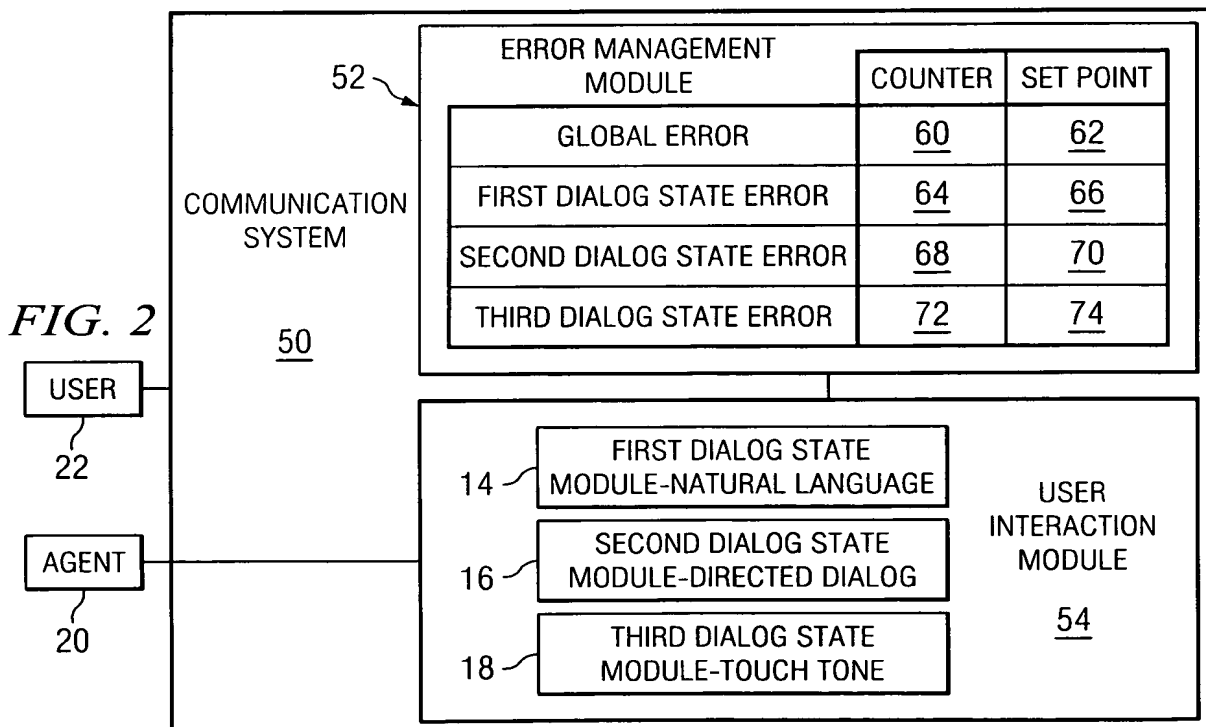 ERROR MANAGEMENT
MODULE
COUNTER
SET POINT
52
GLOBAL ERROR
60
62
FIRST DIALOG STATE ERROR
64
66
SECOND DIALOG STATE ERROR
68
70
THIRD DIALOG STATE ERROR
72
74
COMMUNICATION
SYSTEM
50
FIG. 2
USER
22
AGENT
20
14
FIRST DIALOG STATE
MODULE-NATURAL LANGUAGE
16
SECOND DIALOG STATE
MODULE-DIRECTED DIALOG
18
THIRD DIALOG STATE
MODULE-TOUCH TONE
USER
INTERACTION
MODULE
54